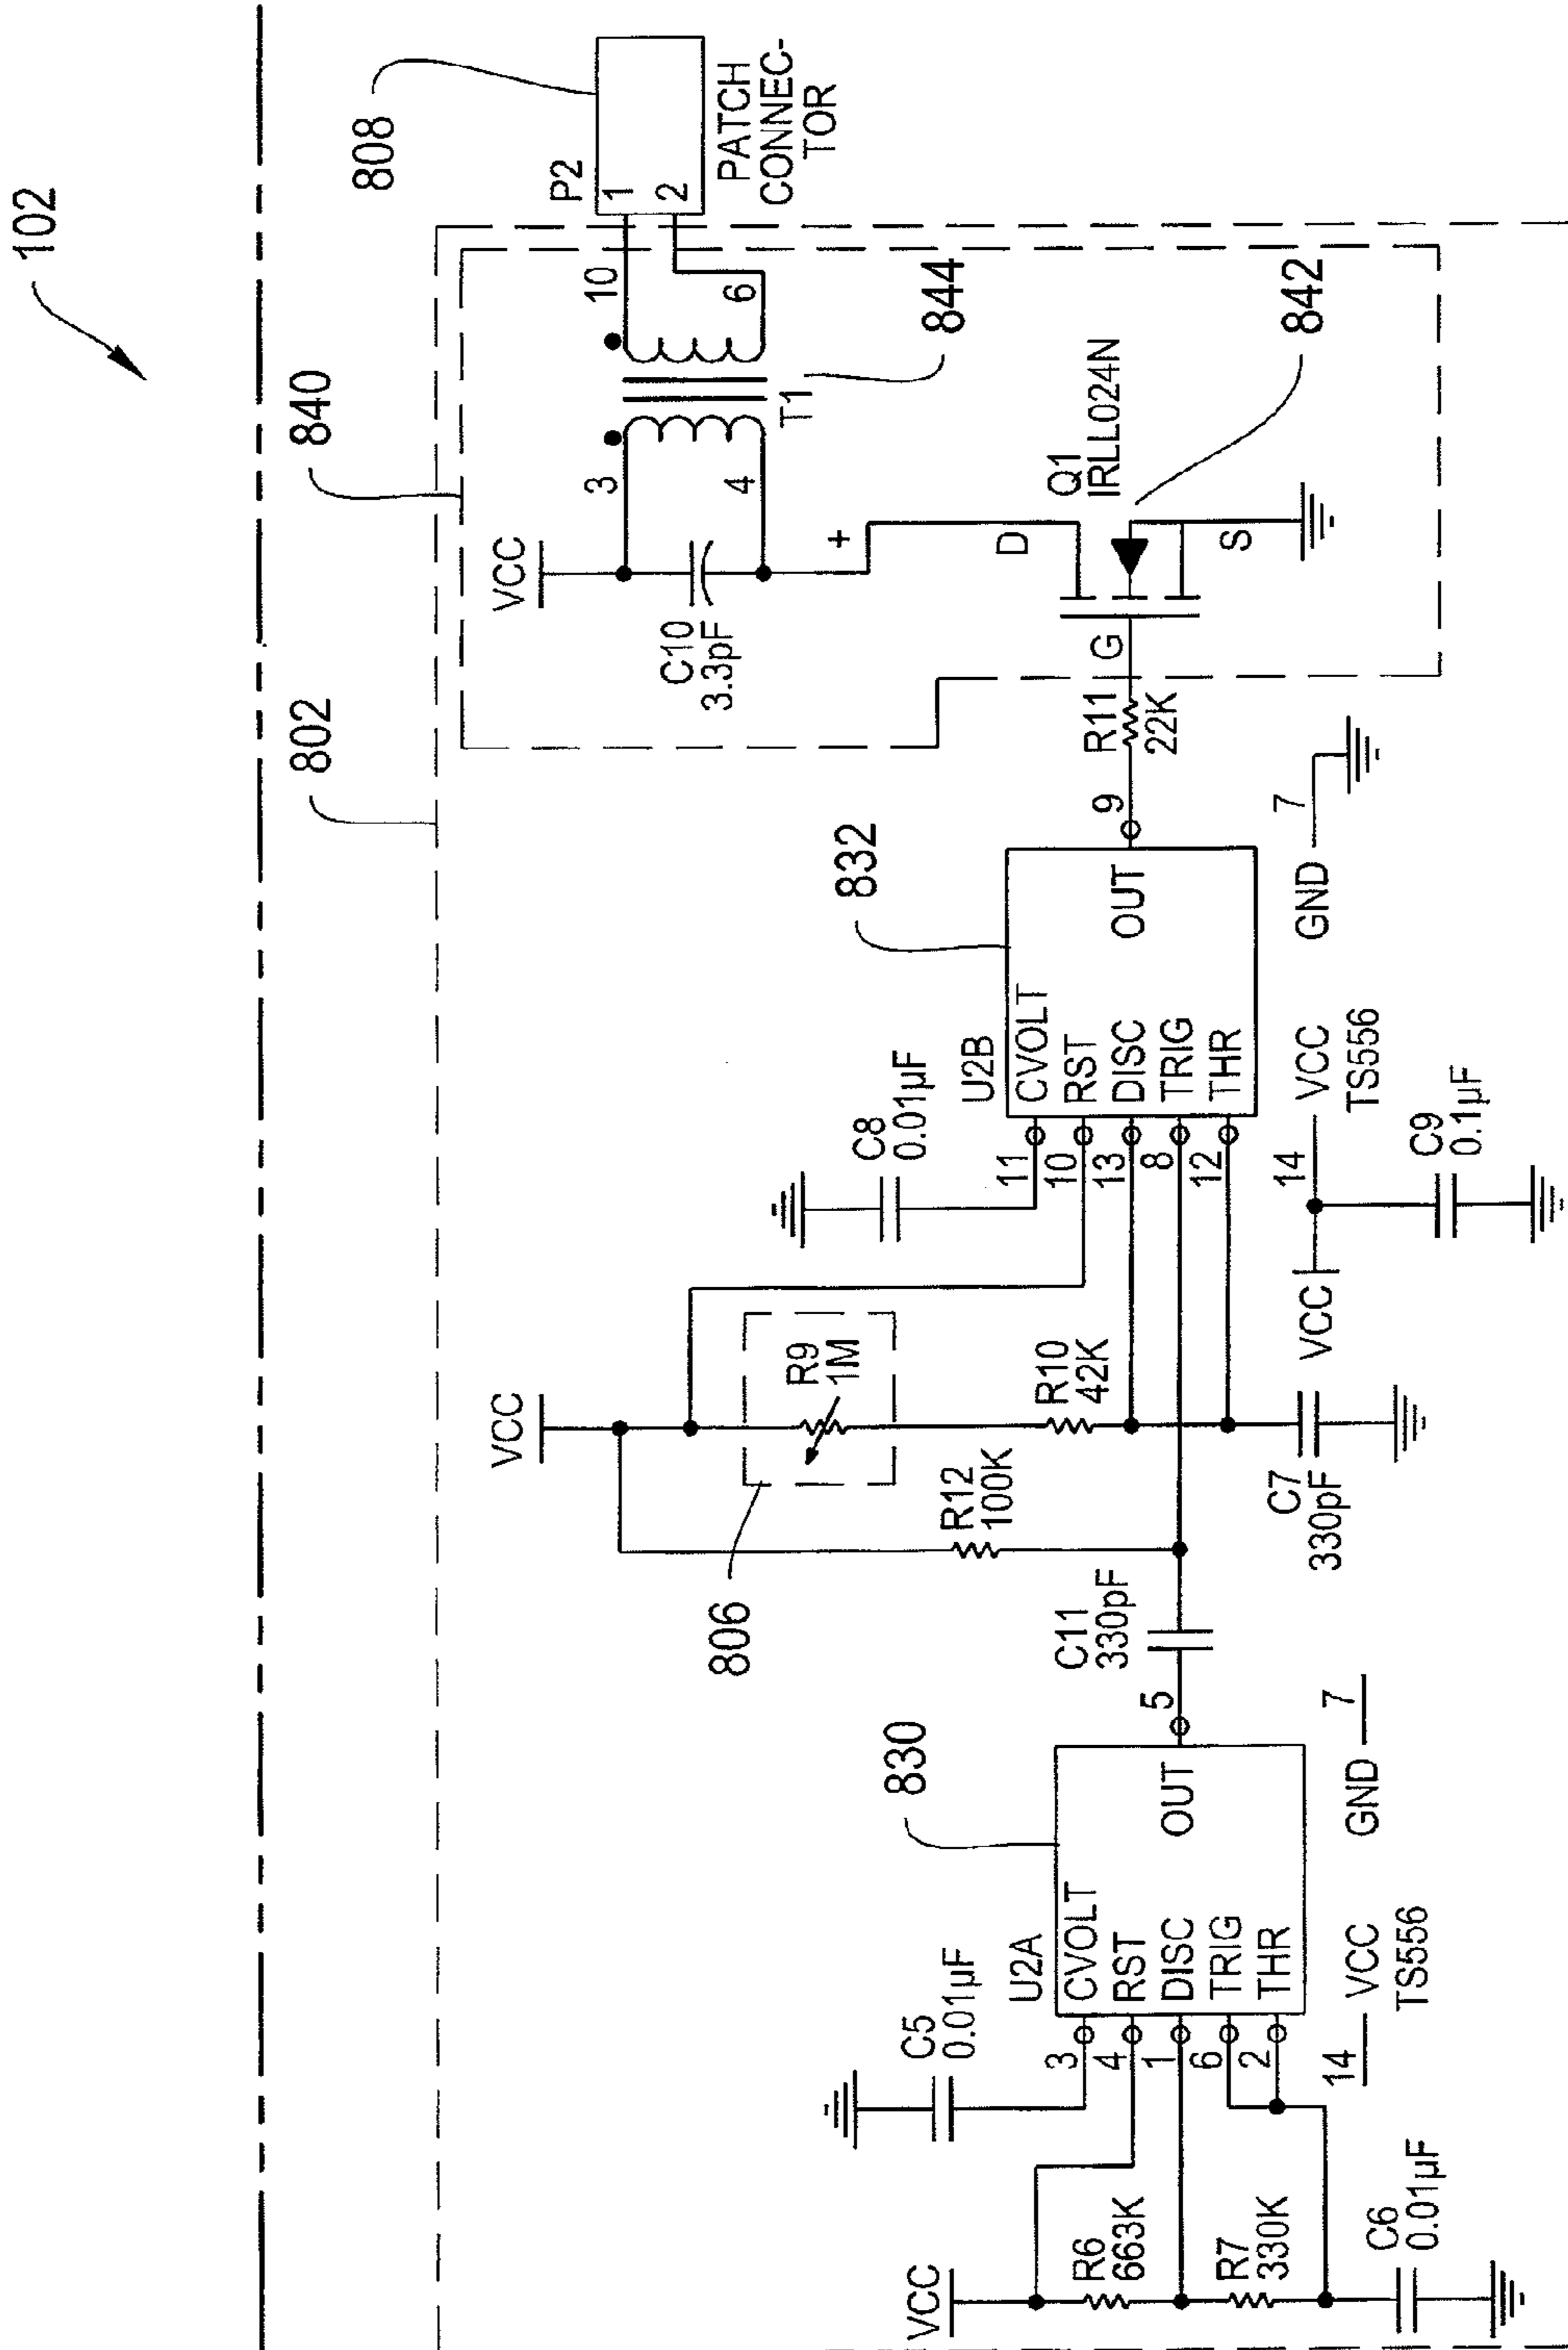 102
802
840
808
P2
1
2
PATCH
CONNEC-
TOR
VCC
C10
3.3pF
3
4
10
6
T1
844
+
D
G
S
Q1
IRLL024N
842
R11
22K
832
U2B
CVOLT
RST
DISC
TRIG
THR
OUT
11
10
13
8
12
9
C8
0.01µF
GND
7
14
VCC
TS556
VCC
C9
0.1µF
VCC
R9
1M
806
R10
42K
R12
100K
C7
330pF
C11
330pF
5
830
U2A
CVOLT
RST
DISC
TRIG
THR
OUT
3
4
1
6
2
C5
0.01µF
GND
7
14
VCC
TS556
VCC
R6
663K
R7
330K
C6
0.01µF